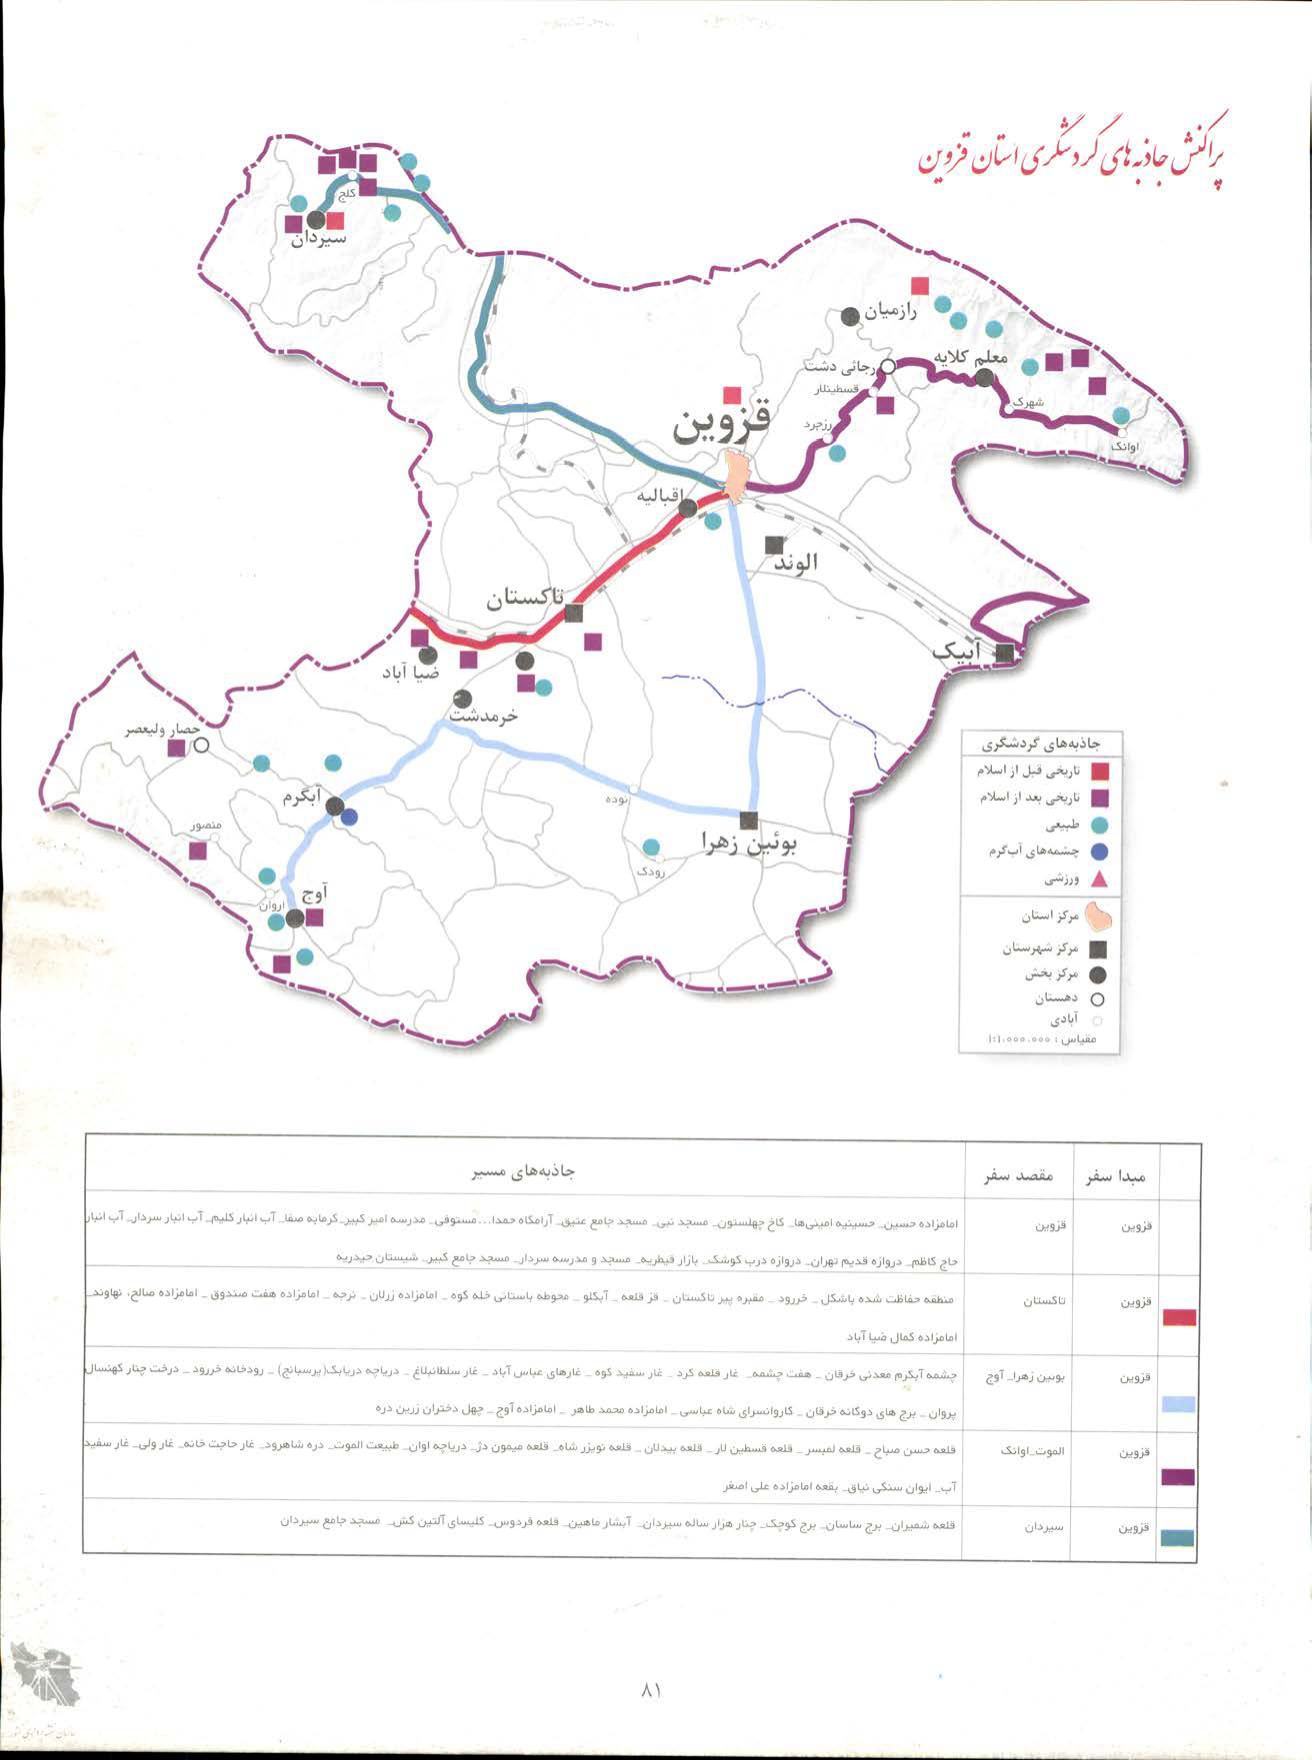 پراکنش جاذبه‌های گردشگری استان قزوین
کلج
سیردان
رازمیان
معلم کلایه
رجائی دشت
قسطینلار
شهرک
رزجرد
اوانک
قزوین
اقبالیه
الوند
تاکستان
آبیک
ضیا آباد
خرمدشت
حصار ولیعصر
آبگرم
نوده
منصور
بوئین زهرا
رودک
آوج
اروان
جاذبه‌های گردشگری
تاریخی قبل از اسلام
تاریخی بعد از اسلام
طبیعی
چشمه‌های آب‌گرم
ورزشی
مرکز استان
مرکز شهرستان
مرکز بخش
دهستان
آبادی
مقیاس : ۱:۱.۰۰۰.۰۰۰
مبدا سفر مقصد سفر جاذبه‌های مسیر
قزوین قزوین امامزاده حسین_ حسینیه امینی‌ها_ کاخ چهلستون_ مسجد نبی_ مسجد جامع عتیق_ آرامگاه حمدا...مستوفی_ مدرسه امیر کبیر_گرمابه صفا_ آب انبار کلیم_ آب انبار سردار_ آب انبار
حاج کاظم_ دروازه قدیم تهران_ دروازه درب کوشک_ بازار قیطریه_ مسجد و مدرسه سردار_ مسجد جامع کبیر_ شبستان حیدریه
قزوین تاکستان منطقه حفاظت شده باشگل _ خررود _ مقبره پیر تاکستان _ قز قلعه _ آبگلو _ محوطه باستانی خله کوه _ امامزاده زرلان _ نرجه _ امامزاده هفت صندوق _ امامزاده صالح، نهاوند_
امامزاده کمال ضیا آباد
قزوین بوبین زهرا_ آوج چشمه آبگرم معدنی خرقان _ هفت چشمه_ غار قلعه کرد _ غار سفید کوه _ غارهای عباس آباد _ غار سلطانبلاغ _ دریاچه دریابک(پرسبانج) _ رودخانه خررود _ درخت چنار کهنسال
پروان _ برج های دوگانه خرقان _ کاروانسرای شاه عباسی _ امامزاده محمد طاهر _ امامزاده آوج _ چهل دختران زرین دره
قزوین الموت_اوانک قلعه حسن صباح _ قلعه لمبسر _ قلعه قسطین لار _ قلعه بیدلان _ قلعه نویزر شاه_ قلعه میمون دژ_ دریاچه اوان_ طبیعت الموت_ دره شاهرود_ غار حاجت خانه_ غار ولی_ غار سفید
آب_ ایوان سنگی نیاق_ بقعه امامزاده علی اصغر
قزوین سیردان قلعه شمیران_ برج ساسان_ برج کوچک_ چنار هزار ساله سیردان_ آبشار ماهین_ قلعه فردوس_ کلیسای آلتین کش_ مسجد جامع سیردان
۸۱